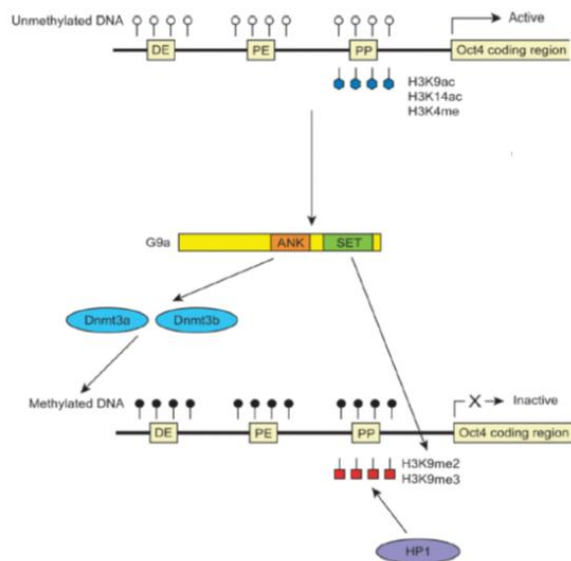 Unmethylated DNA
Active
DE
PE
PP
Oct4 coding region
H3K9ac
H3K14ac
H3K4me
G9a
ANK
SET
Dnmt3a
Dnmt3b
Methylated DNA
X
Inactive
DE
PE
PP
Oct4 coding region
H3K9me2
H3K9me3
HP1